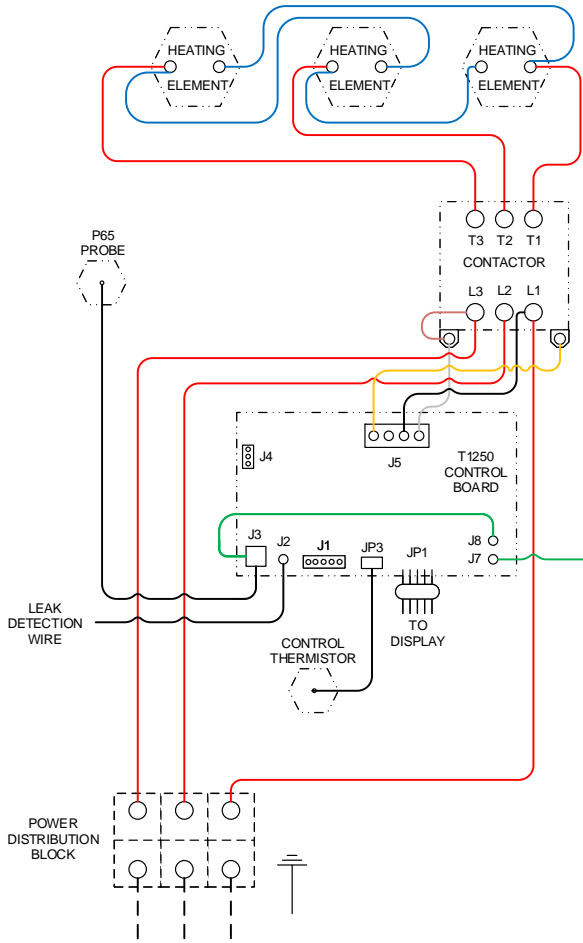 HEATING
ELEMENT
HEATING
ELEMENT
HEATING
ELEMENT
P65
PROBE
T3
T2
T1
CONTACTOR
L3
L2
L1
J5
J4
T1250
CONTROL
BOARD
J3
J2
J1
JP3
JP1
J8
J7
LEAK
DETECTION
WIRE
TO
DISPLAY
CONTROL
THERMISTOR
POWER
DISTRIBUTION
BLOCK